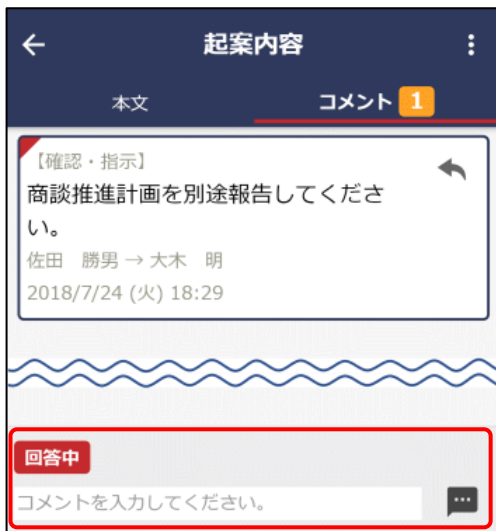 起案内容
本文
コメント 1
【確認・指示】
商談推進計画を別途報告してくださ
い。
佐田　勝男 → 大木　明
2018/7/24 (火) 18:29
回答中
コメントを入力してください。